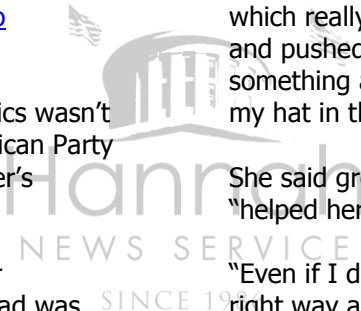 o
ics wasn't
ican Party
er's
r
ad was
which really
and pushed
something a
my hat in th
She said gr
"helped her
"Even if I d
right way a
Hannah
NEWS SERVICE
SINCE